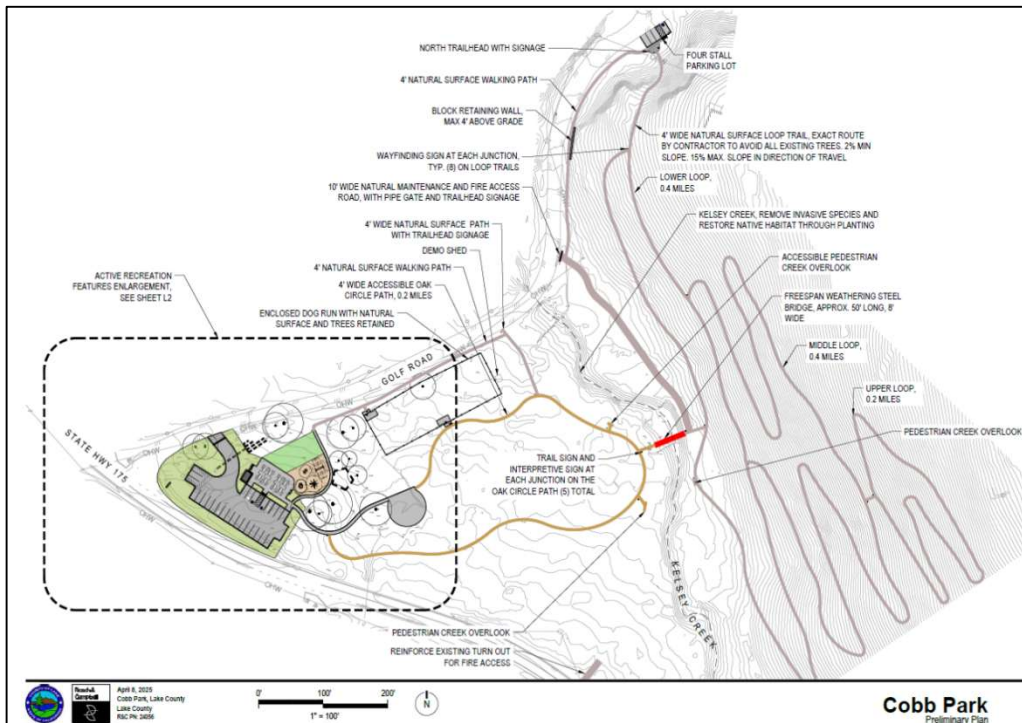 NORTH TRAILHEAD WITH SIGNAGE
FOUR STALL
PARKING LOT
4' NATURAL SURFACE WALKING PATH
BLOCK RETAINING WALL,
MAX 4' ABOVE GRADE
4' WIDE NATURAL SURFACE LOOP TRAIL, EXACT ROUTE
BY CONTRACTOR TO AVOID ALL EXISTING TREES. 2% MIN
SLOPE. 15% MAX. SLOPE IN DIRECTION OF TRAVEL
WAYFINDING SIGN AT EACH JUNCTION,
TYP. (8) ON LOOP TRAILS
LOWER LOOP,
0.4 MILES
10' WIDE NATURAL MAINTENANCE AND FIRE ACCESS
ROAD, WITH PIPE GATE AND TRAILHEAD SIGNAGE
KELSEY CREEK, REMOVE INVASIVE SPECIES AND
RESTORE NATIVE HABITAT THROUGH PLANTING
4' WIDE NATURAL SURFACE PATH
WITH TRAILHEAD SIGNAGE
DEMO SHED
ACCESSIBLE PEDESTRIAN
CREEK OVERLOOK
4' NATURAL SURFACE WALKING PATH
ACTIVE RECREATION
FEATURES ENLARGEMENT,
SEE SHEET L2
4' WIDE ACCESSIBLE OAK
CIRCLE PATH, 0.2 MILES
FREESPAN WEATHERING STEEL
BRIDGE, APPROX. 50' LONG, 8'
WIDE
ENCLOSED DOG RUN WITH NATURAL
SURFACE AND TREES RETAINED
MIDDLE LOOP,
0.4 MILES
GOLF ROAD
OHW
OHW
OHW
UPPER LOOP,
0.2 MILES
STATE HWY 175
PEDESTRIAN CREEK OVERLOOK
TRAIL SIGN AND
INTERPRETIVE SIGN AT
EACH JUNCTION ON THE
OAK CIRCLE PATH (5) TOTAL
OHW
OHW
KELSEY CREEK
PEDESTRIAN CREEK OVERLOOK
REINFORCE EXISTING TURN OUT
FOR FIRE ACCESS
April 8, 2025
Cobb Park, Lake County
Lake County
RSC PN: 24056
0' 100' 200'
1" = 100'
N
Cobb Park
Preliminary Plan